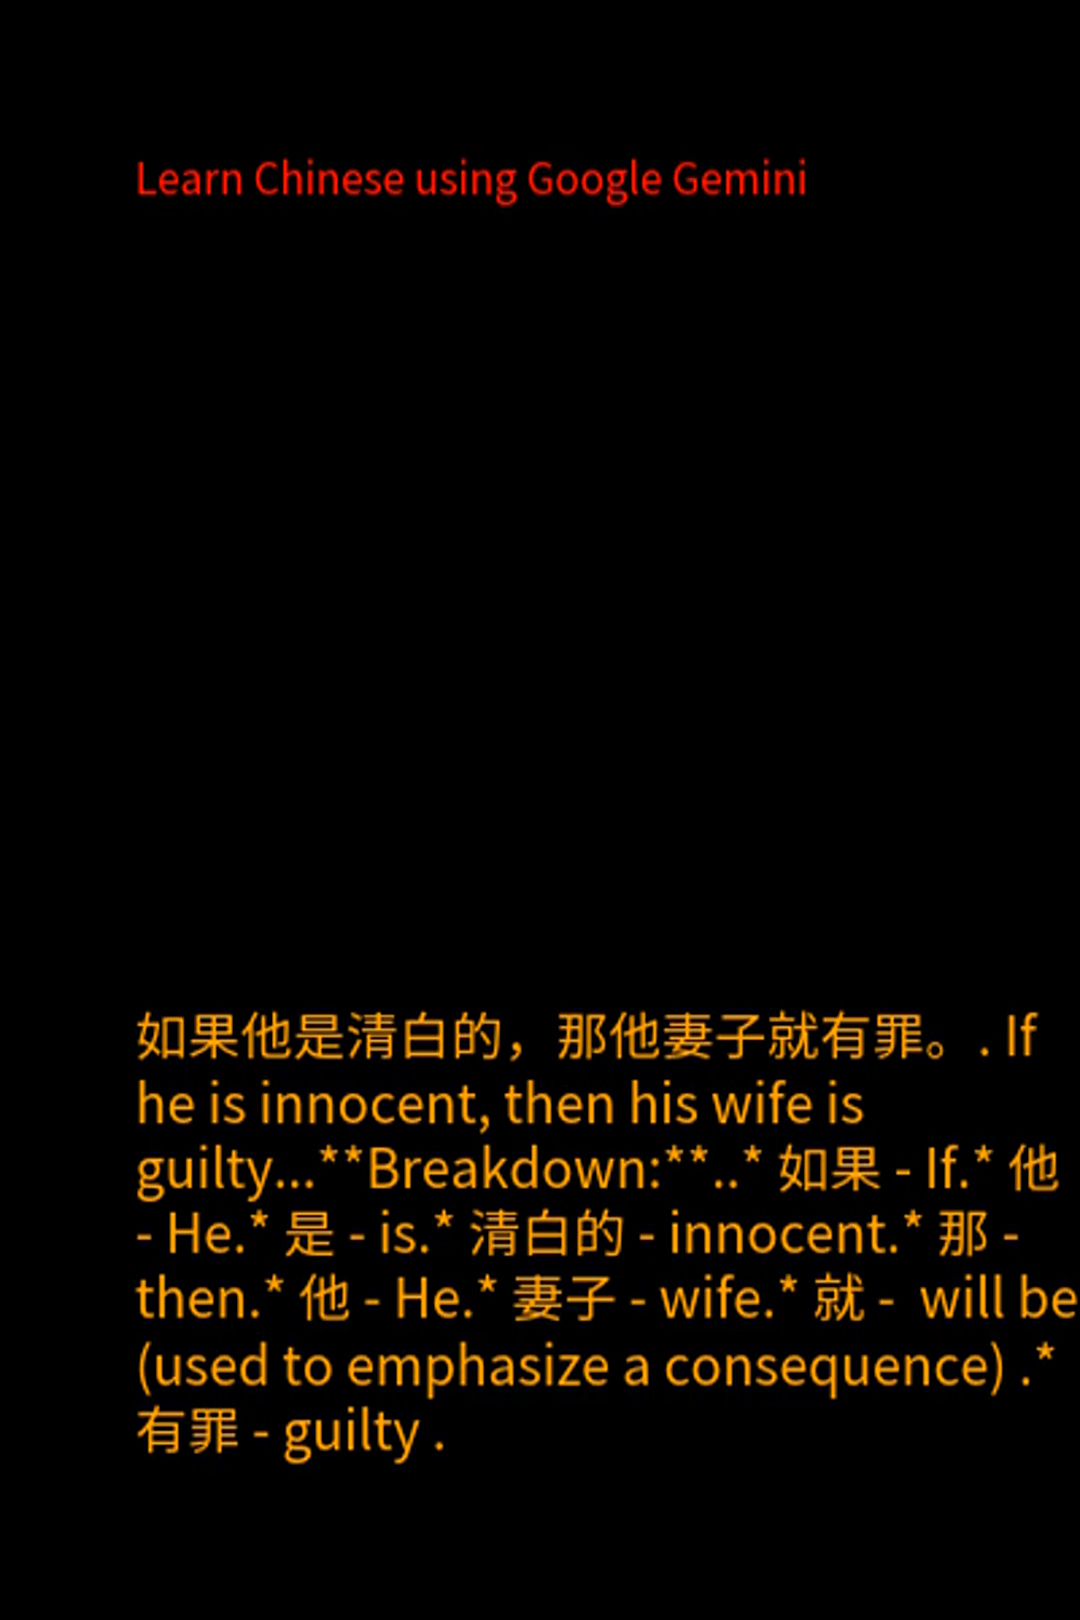 Learn Chinese using Google Gemini
如果他是清白的，那他妻子就有罪。. If
he is innocent, then his wife is
guilty...**Breakdown:**..* 如果 - If.* 他
- He.* 是 - is.* 清白的 - innocent.* 那 -
then.* 他 - He.* 妻子 - wife.* 就 -  will be
(used to emphasize a consequence) .*
有罪 - guilty .